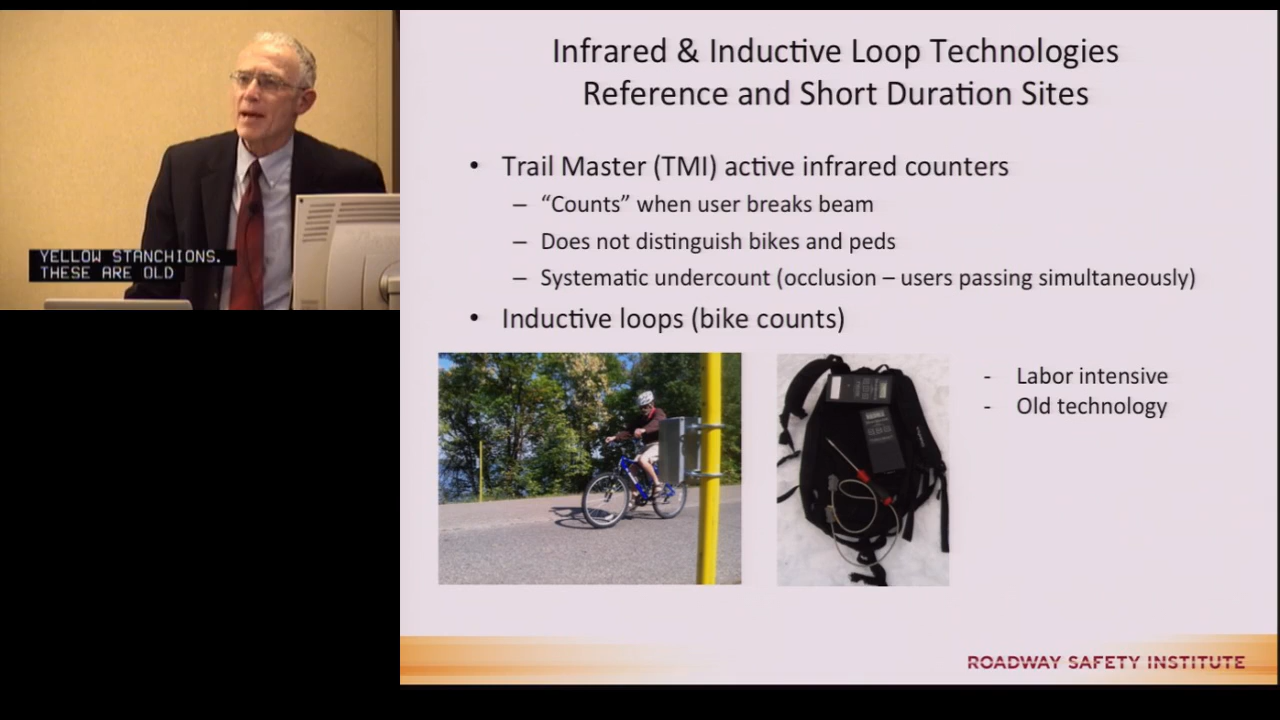 YELLOW STANCHIONS.
THESE ARE OLD
Infrared & Inductive Loop Technologies
Reference and Short Duration Sites
• Trail Master (TMI) active infrared counters
– “Counts” when user breaks beam
– Does not distinguish bikes and peds
– Systematic undercount (occlusion – users passing simultaneously)
• Inductive loops (bike counts)
- Labor intensive
- Old technology
ROADWAY SAFETY INSTITUTE